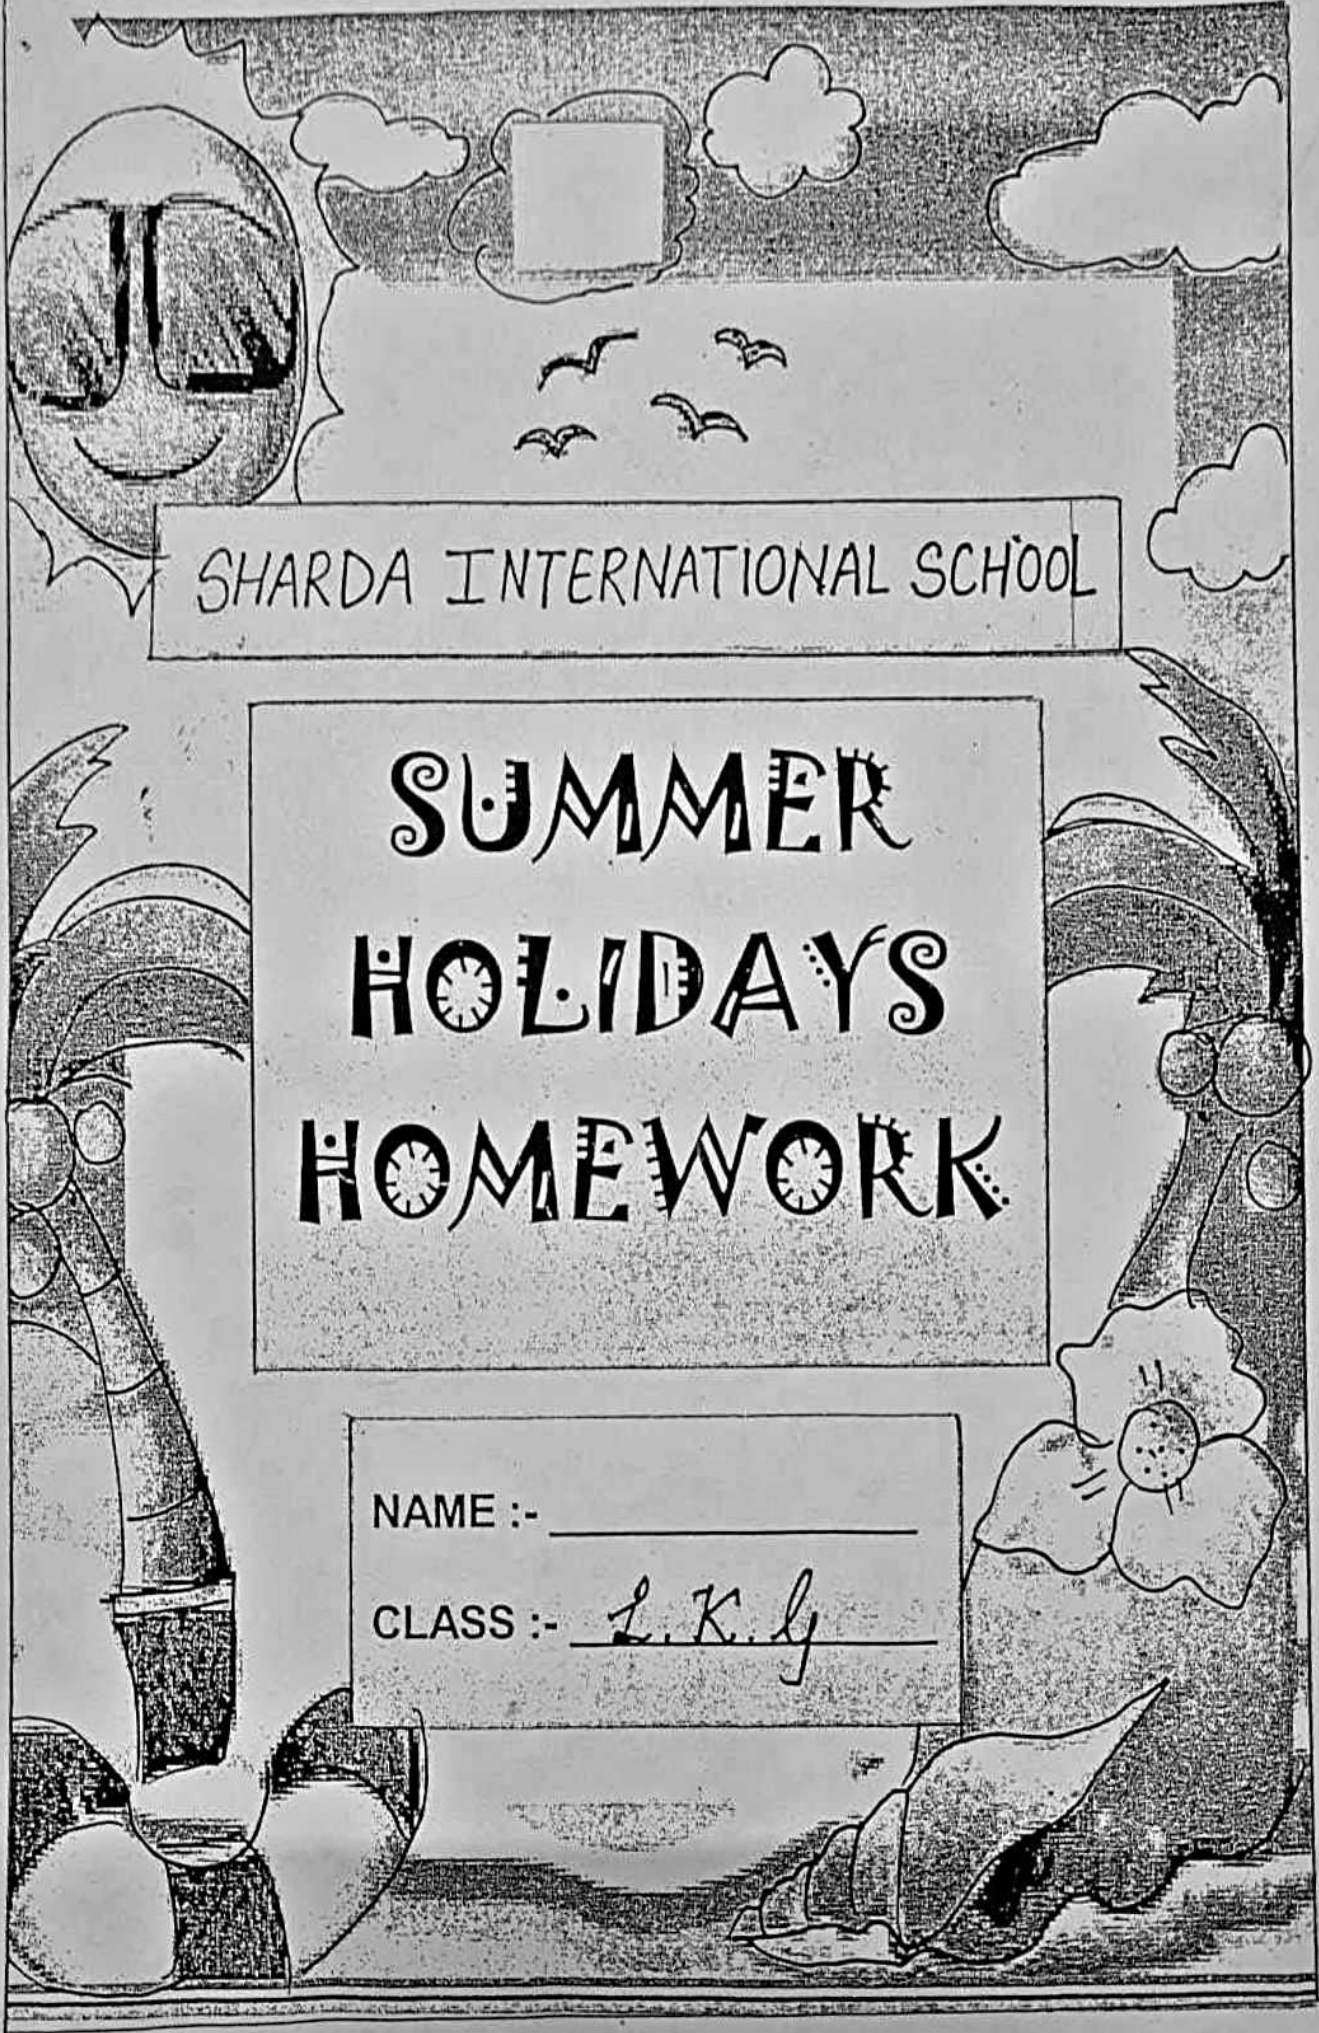 SHARDA INTERNATIONAL SCHOOL
SUMMER
HOLIDAYS
HOMEWORK
NAME :-
CLASS :- L.K.G